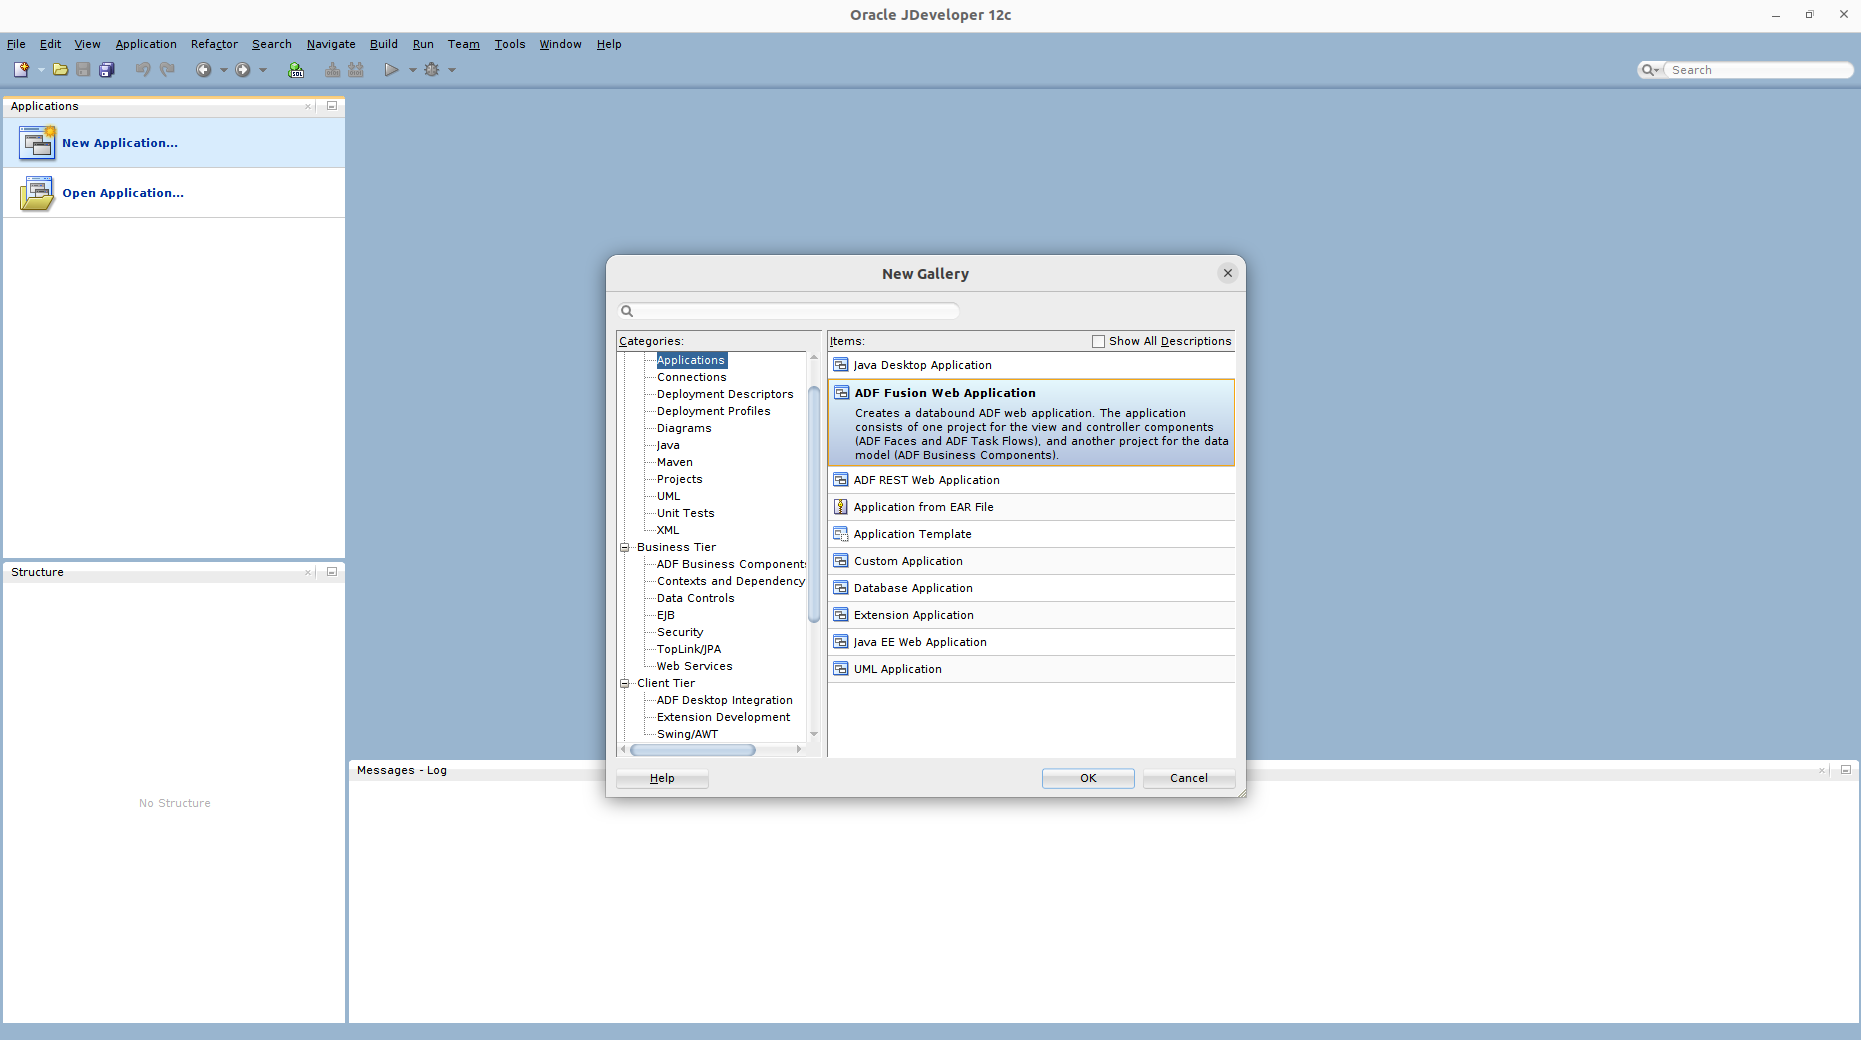 Oracle JDeveloper 12c
File Edit View Application Refactor Search Navigate Build Run Team Tools Window Help
SQL
Search
Applications
New Application...
Open Application...
Structure
No Structure
Messages - Log
New Gallery
Categories:
Applications
Connections
Deployment Descriptors
Deployment Profiles
Diagrams
Java
Maven
Projects
UML
Unit Tests
XML
Business Tier
ADF Business Components
Contexts and Dependency
Data Controls
EJB
Security
TopLink/JPA
Web Services
Client Tier
ADF Desktop Integration
Extension Development
Swing/AWT
Items:
Show All Descriptions
Java Desktop Application
ADF Fusion Web Application
Creates a databound ADF web application. The application
consists of one project for the view and controller components
(ADF Faces and ADF Task Flows), and another project for the data
model (ADF Business Components).
ADF REST Web Application
Application from EAR File
Application Template
Custom Application
Database Application
Extension Application
Java EE Web Application
UML Application
Help
OK
Cancel